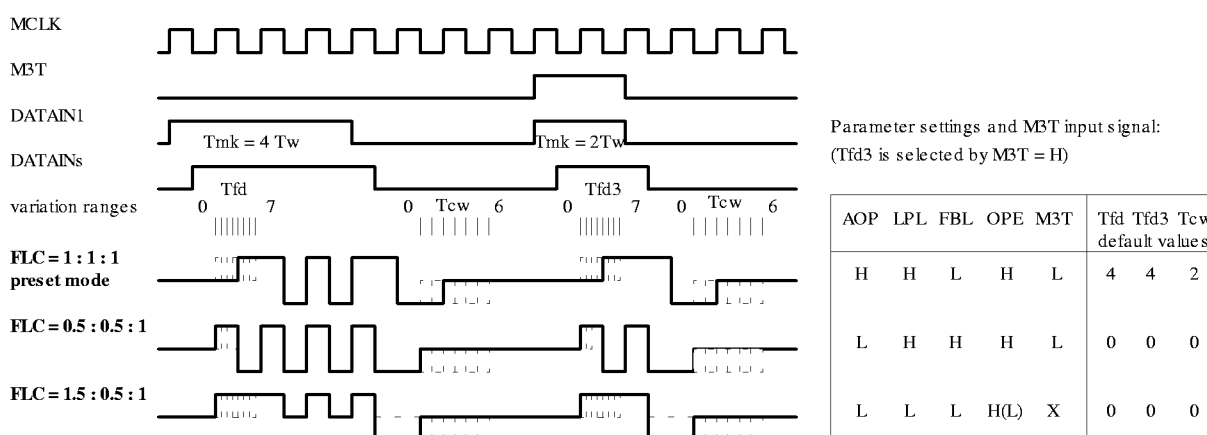 MCLK
M3T
DATAIN1
Tmk = 4 Tw
Tmk = 2Tw
DATAINs
Tfd
Tfd3
variation ranges
0 7 0 Tcw 6 0 7 0 Tcw 6
FLC = 1 : 1 : 1
preset mode
FLC = 0.5 : 0.5 : 1
FLC = 1.5 : 0.5 : 1
Parameter settings and M3T input signal:
(Tfd3 is selected by M3T = H)
AOP LPL FBL OPE M3T Tfd Tfd3 Tcw
default values
H H L H L 4 4 2
L H H H L 0 0 0
L L L H(L) X 0 0 0